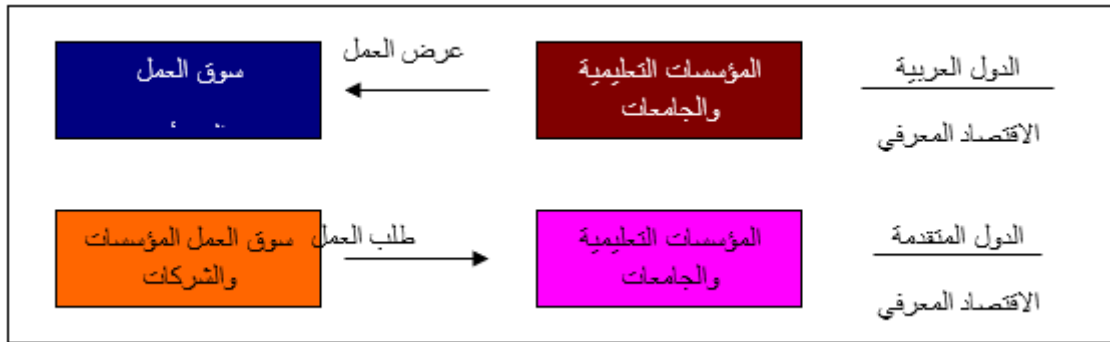 الدول العربية
الاقتصاد المعرفي
المؤسسات التعليمية
والجامعات
عرض العمل
سوق العمل
الدول المتقدمة
الاقتصاد المعرفي
المؤسسات التعليمية
والجامعات
طلب العمل
سوق العمل المؤسسات
والشركات